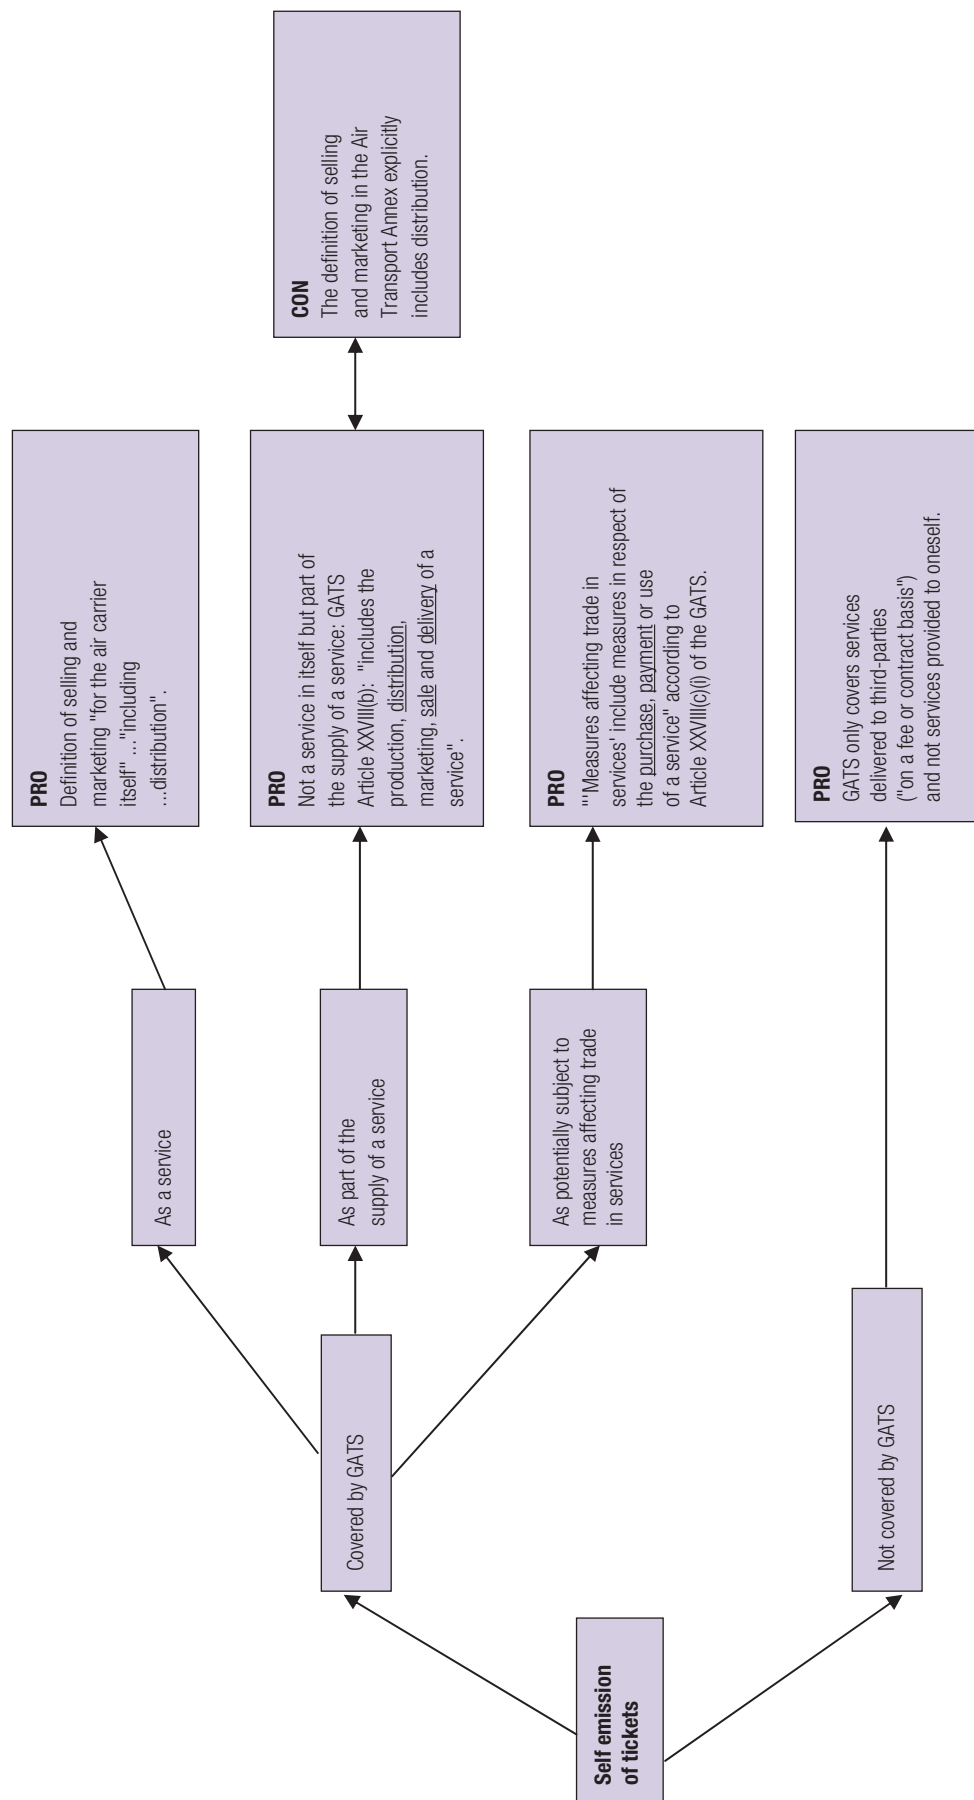 Self emission
of tickets
Covered by GATS
Not covered by GATS
As a service
As part of the
supply of a service
As potentially subject to
measures affecting trade
in services
PRO
Definition of selling and
marketing "for the air carrier
itself" ... "including
...distribution".
PRO
Not a service in itself but part of
the supply of a service: GATS
Article XXVIII(b): "includes the
production, distribution,
marketing, sale and delivery of a
service".
PRO
"'Measures affecting trade in
services' include measures in respect of
the purchase, payment or use
of a service" according to
Article XXVIII(c)(i) of the GATS.
PRO
GATS only covers services
delivered to third-parties
("on a fee or contract basis")
and not services provided to oneself.
CON
The definition of selling
and marketing in the Air
Transport Annex explicitly
includes distribution.